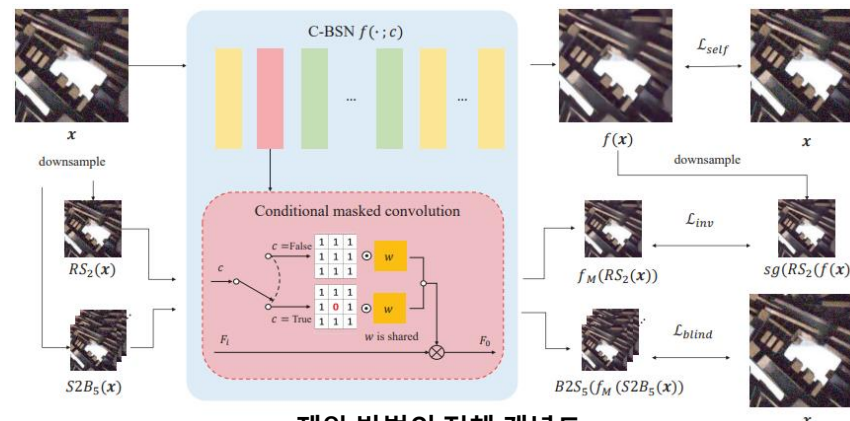 C-BSN f(·; c)
... ...
x
f(x)
ℒself
x
downsample
downsample
Conditional masked convolution
RS₂(x)
c
c =False
1 1 1
1 1 1
1 1 1
w
c = True
1 1 1
1 0 1
1 1 1
w
w is shared
Fi
F0
fM(RS₂(x))
ℒinv
sg(RS₂(f(x)
S2B₅(x)
B2S₅(fM(S2B₅(x))
ℒblind
x